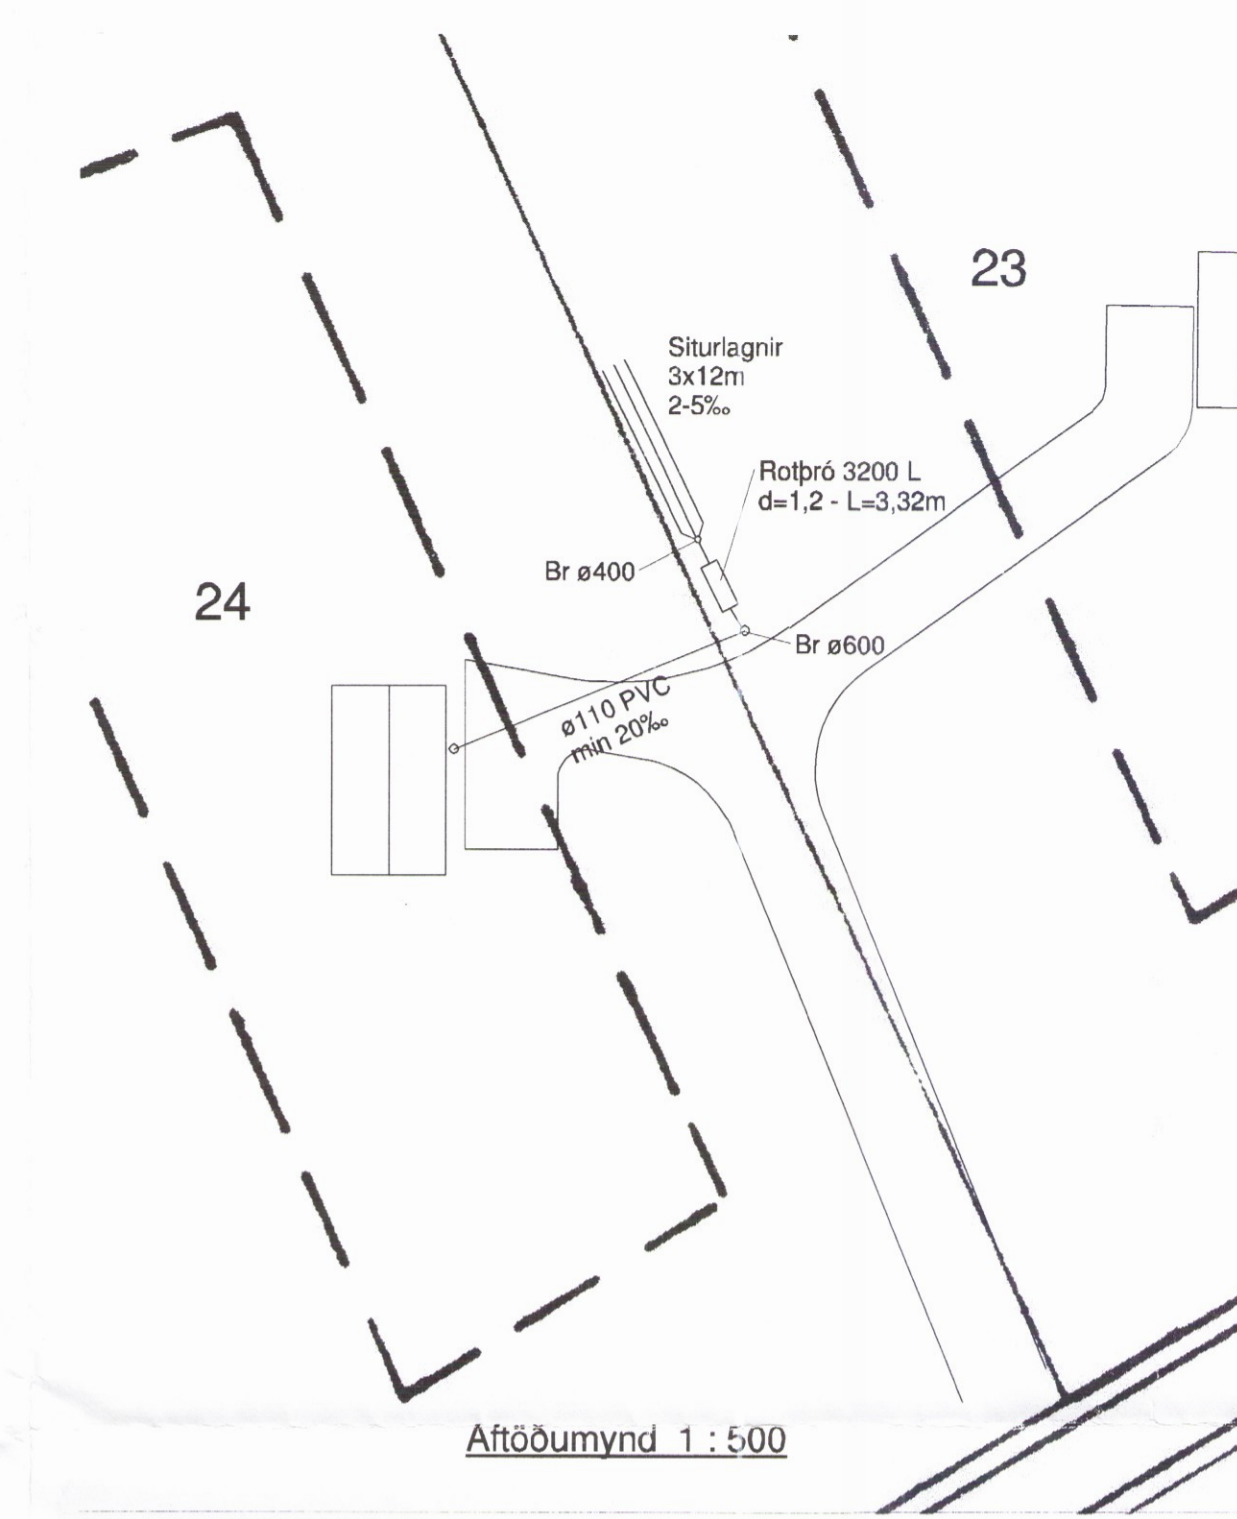 23
Siturlagnir
3x12m
2-5‰
Rotþró 3200 L
d=1,2 - L=3,32m
Br ø400
24
Br ø600
ø110 PVC
min 20‰
Aftöðumynd 1 : 500